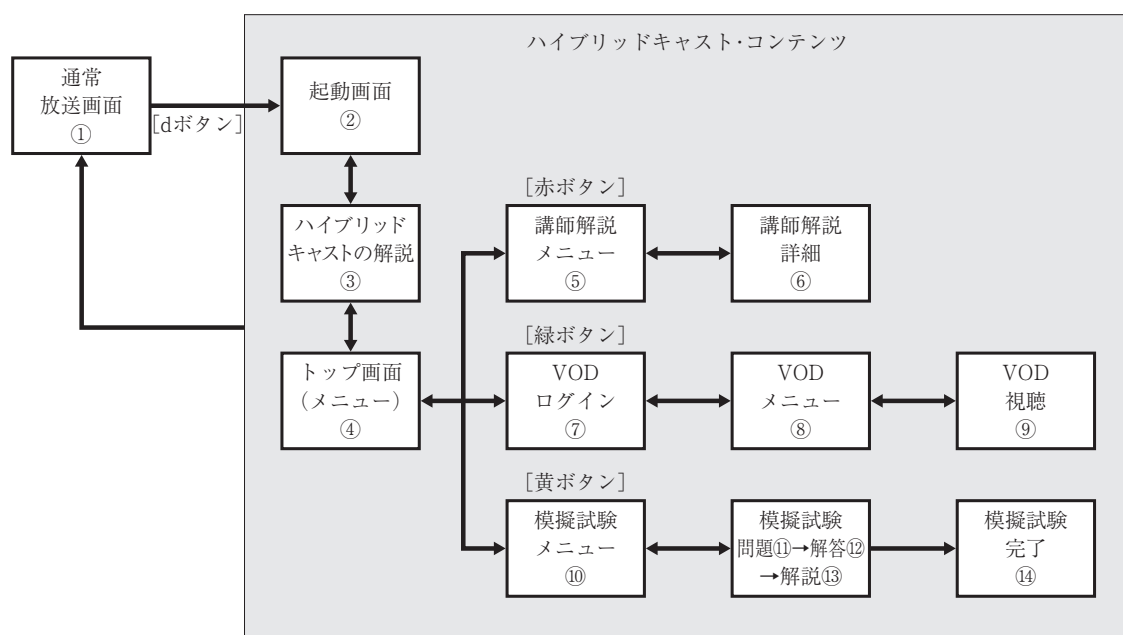 ハイブリッドキャスト・コンテンツ
通常
放送画面
①
[dボタン]
起動画面
②
ハイブリッド
キャストの解説
③
トップ画面
(メニュー)
④
[赤ボタン]
講師解説
メニュー
⑤
講師解説
詳細
⑥
[緑ボタン]
VOD
ログイン
⑦
VOD
メニュー
⑧
VOD
視聴
⑨
[黄ボタン]
模擬試験
メニュー
⑩
模擬試験
問題⑪→解答⑫
→解説⑬
模擬試験
完了
⑭